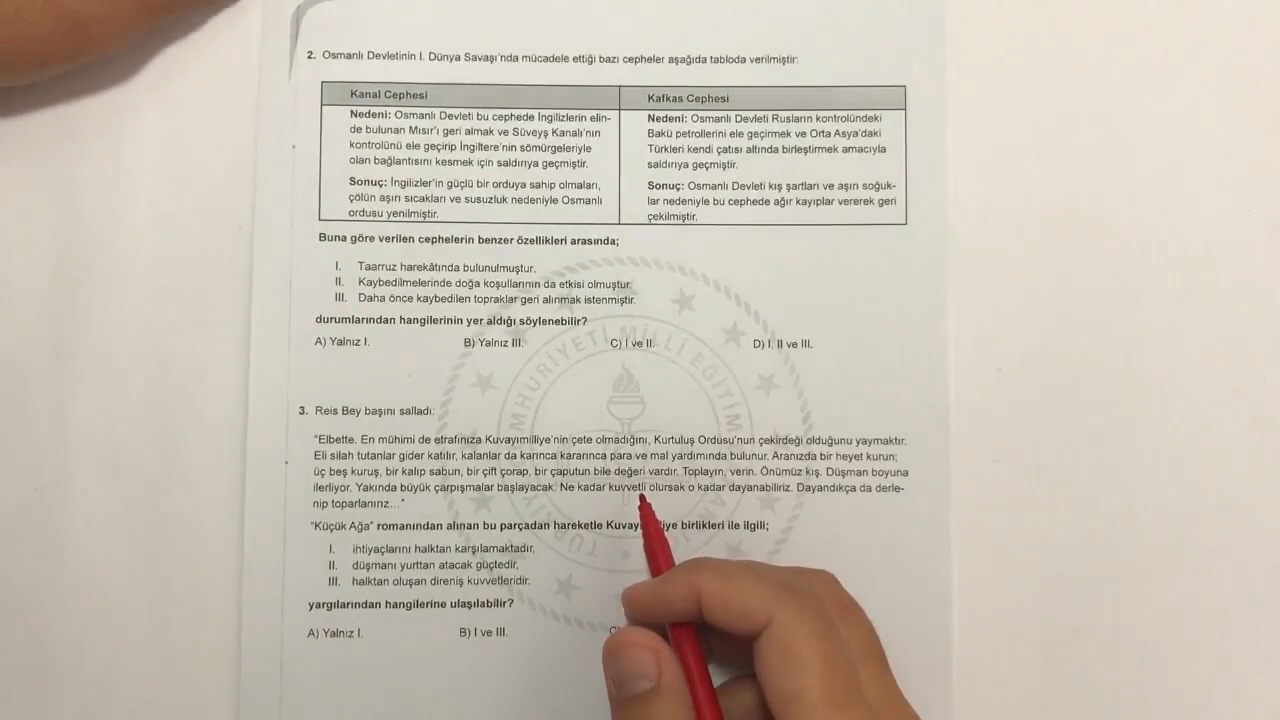 2. Osmanlı Devletinin I. Dünya Savaşı'nda mücadele ettiği bazı cepheler aşağıda tabloda verilmiştir:
Kanal Cephesi
Nedeni: Osmanlı Devleti bu cephede İngilizlerin elin-
de bulunan Mısır'ı geri almak ve Süveyş Kanalı'nın
kontrolünü ele geçirip İngiltere'nin sömürgeleriyle
olan bağlantısını kesmek için saldırıya geçmiştir.
Sonuç: İngilizler'in güçlü bir orduya sahip olmaları,
çölün aşırı sıcakları ve susuzluk nedeniyle Osmanlı
ordusu yenilmiştir.
Kafkas Cephesi
Nedeni: Osmanlı Devleti Rusların kontrolündeki
Bakü petrollerini ele geçirmek ve Orta Asya'daki
Türkleri kendi çatısı altında birleştirmek amacıyla
saldırıya geçmiştir.
Sonuç: Osmanlı Devleti kış şartları ve aşırı soğuk-
lar nedeniyle bu cephede ağır kayıplar vererek geri
çekilmiştir.
Buna göre verilen cephelerin benzer özellikleri arasında;
I. Taarruz harekâtında bulunulmuştur.
II. Kaybedilmelerinde doğa koşullarının da etkisi olmuştur.
III. Daha önce kaybedilen topraklar geri alınmak istenmiştir.
durumlarından hangilerinin yer aldığı söylenebilir?
A) Yalnız I. B) Yalnız III. C) I ve II. D) I, II ve III.
3. Reis Bey başını salladı:
"Elbette. En mühimi de etrafınıza Kuvayımilliye'nin çete olmadığını, Kurtuluş Ordusu'nun çekirdeği olduğunu yaymaktır.
Eli silah tutanlar gider katılır, kalanlar da karınca kararınca para ve mal yardımında bulunur. Aranızda bir heyet kurun;
üç beş kuruş, bir kalıp sabun, bir çift çorap, bir çaputun bile değeri vardır. Toplayın, verin. Önümüz kış. Düşman boyuna
ilerliyor. Yakında büyük çarpışmalar başlayacak. Ne kadar kuvvetli olursak o kadar dayanabiliriz. Dayandıkça da derle-
nip toparlanırız..."
"Küçük Ağa" romanından alınan bu parçadan hareketle birlikleri ile ilgili;
I. ihtiyaçlarını halktan karşılamaktadır,
II. düşmanı yurttan atacak güçtedir,
III. halktan oluşan direniş kuvvetleridir.
yargılarından hangilerine ulaşılabilir?
A) Yalnız I. B) I ve III.
MİLLİ EĞİTİM